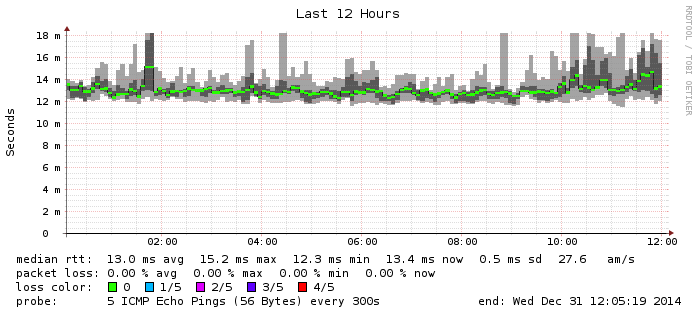 Last 12 Hours
RRDTOOL / TOBI OETIKER
Seconds
18 m
16 m
14 m
12 m
10 m
8 m
6 m
4 m
2 m
0
02:00 04:00 06:00 08:00 10:00 12:00
median rtt: 13.0 ms avg 15.2 ms max 12.3 ms min 13.4 ms now 0.5 ms sd 27.6 am/s
packet loss: 0.00 % avg 0.00 % max 0.00 % min 0.00 % now
loss color: 0 1/5 2/5 3/5 4/5
probe: 5 ICMP Echo Pings (56 Bytes) every 300s end: Wed Dec 31 12:05:19 2014